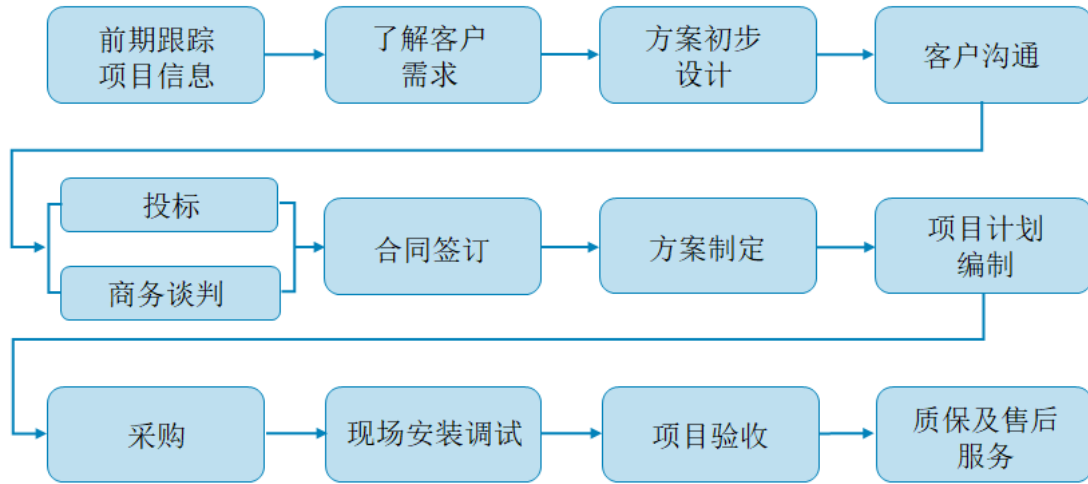 前期跟踪
项目信息
了解客户
需求
方案初步
设计
客户沟通
投标
商务谈判
合同签订
方案制定
项目计划
编制
采购
现场安装调试
项目验收
质保及售后
服务